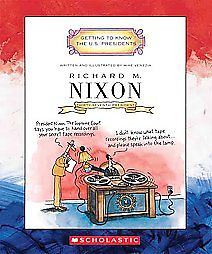 GETTING TO KNOW
THE U.S. PRESIDENTS
WRITTEN AND ILLUSTRATED BY MIKE VENEZIA
RICHARD M.
NIXON
THIRTY-SEVENTH PRESIDENT
President Nixon, The Supreme Court
says you have to hand over all
your secret tape recordings.
I don't know what tape
recordings they're talking about...
and please speak into the lamp.
SCHOLASTIC